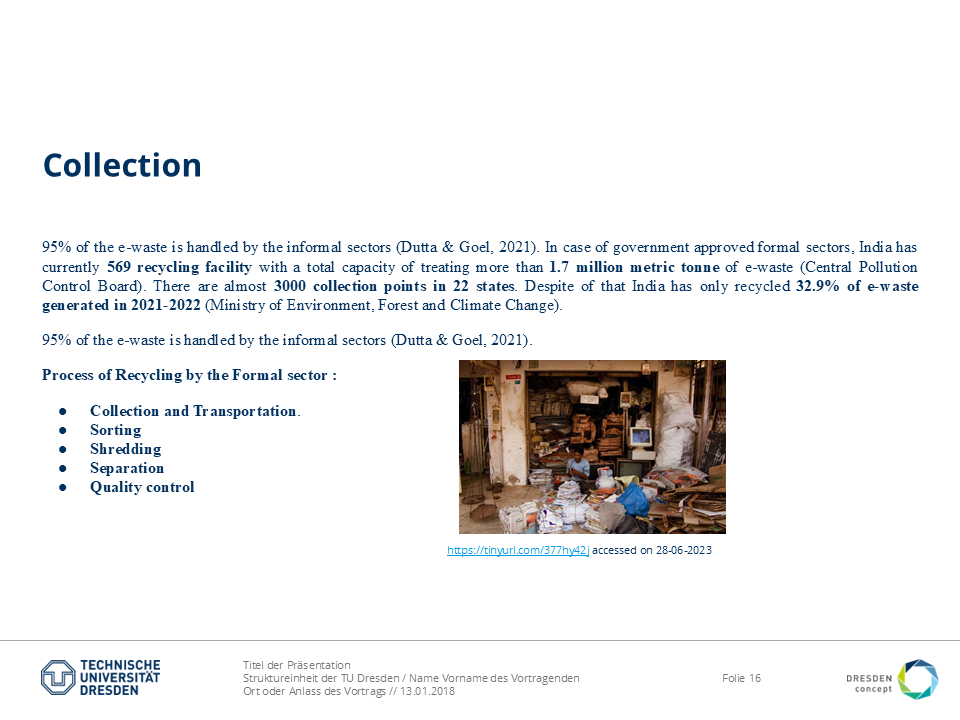 Collection
95% of the e-waste is handled by the informal sectors (Dutta & Goel, 2021). In case of government approved formal sectors, India has
currently 569 recycling facility with a total capacity of treating more than 1.7 million metric tonne of e-waste (Central Pollution
Control Board). There are almost 3000 collection points in 22 states. Despite of that India has only recycled 32.9% of e-waste
generated in 2021-2022 (Ministry of Environment, Forest and Climate Change).
95% of the e-waste is handled by the informal sectors (Dutta & Goel, 2021).
Process of Recycling by the Formal sector :
● Collection and Transportation.
● Sorting
● Shredding
● Separation
● Quality control
https://tinyurl.com/377hy42j accessed on 28-06-2023
TECHNISCHE
UNIVERSITÄT
DRESDEN
Titel der Präsentation
Struktureinheit der TU Dresden / Name Vorname des Vortragenden
Ort oder Anlass des Vortrags // 13.01.2018
Folie 16
DRESDEN
concept